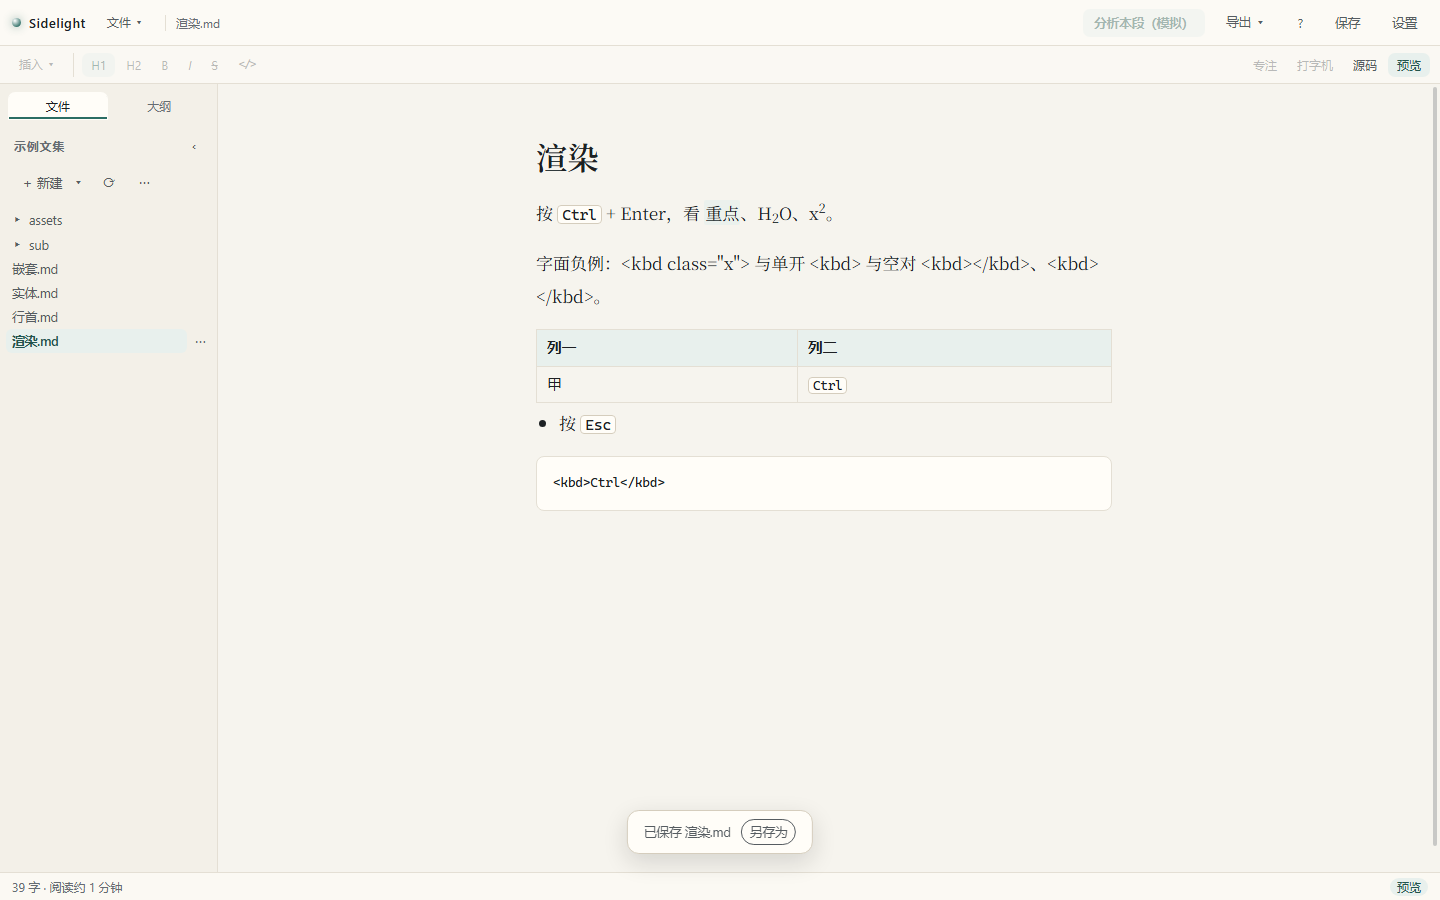 Sidelight
文件
渲染.md
分析本段（模拟）
导出
?
保存
设置
插入
H1
H2
B
I
S
</>
专注
打字机
源码
预览
文件
大纲
示例文集
+ 新建
assets
sub
嵌套.md
实体.md
行首.md
渲染.md
渲染
按 Ctrl + Enter，看 重点、H₂O、x²。
字面负例：<kbd class="x"> 与单开 <kbd> 与空对 <kbd></kbd>、<kbd>
</kbd>。
列一 列二
甲 Ctrl
按 Esc
<kbd>Ctrl</kbd>
已保存 渲染.md 另存为
39 字 · 阅读约 1 分钟
预览